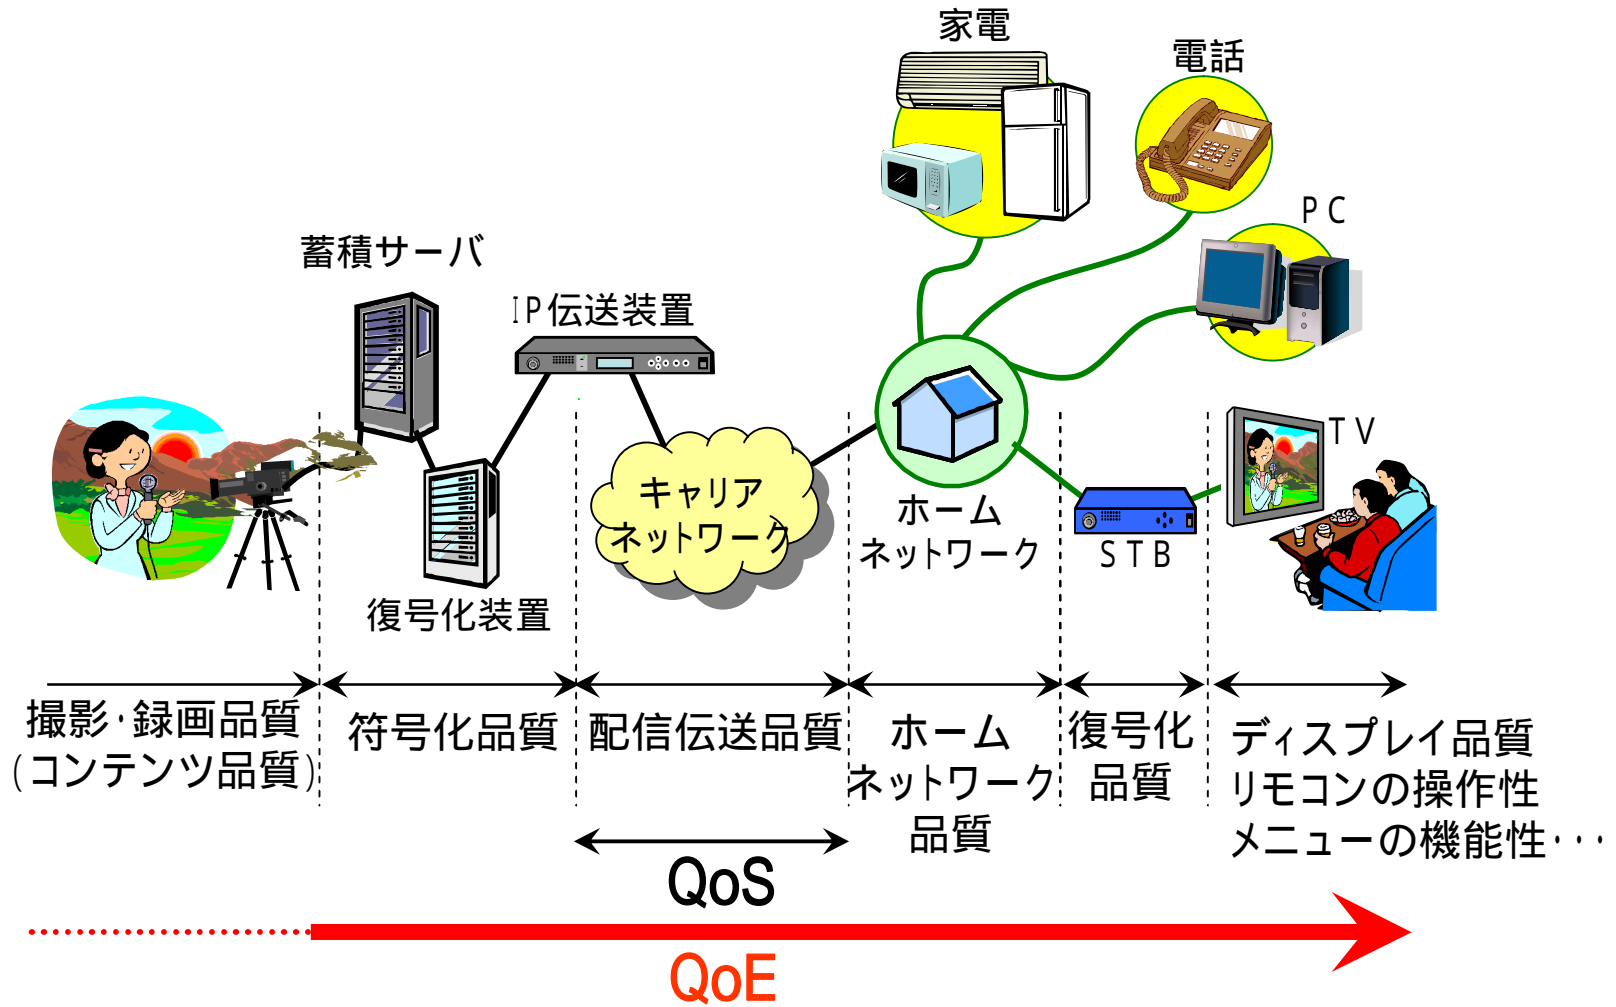 家電
電話
PC
蓄積サーバ
IP伝送装置
TV
キャリア
ネットワーク
ホーム
ネットワーク
STB
復号化装置
撮影・録画品質
(コンテンツ品質)
符号化品質
配信伝送品質
ホーム
ネットワーク
品質
復号化
品質
ディスプレイ品質
リモコンの操作性
メニューの機能性・・・
QoS
QoE